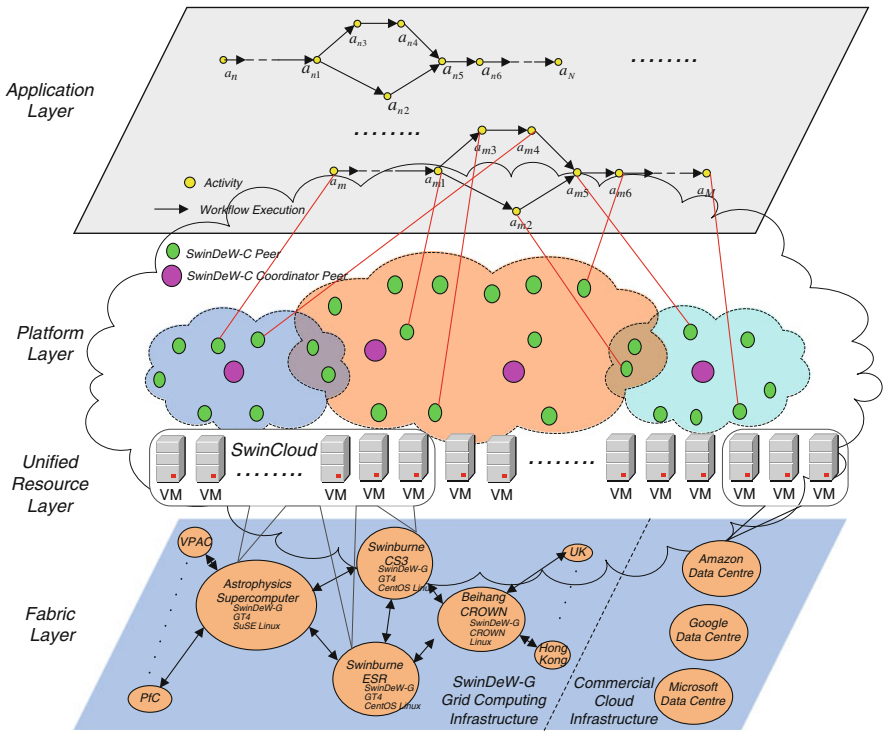 Application
Layer
a_n
a_n1
a_n3
a_n4
a_n2
a_n5
a_n6
a_N
........
........
a_m
a_m1
a_m3
a_m4
a_m2
a_m5
a_m6
a_M
Activity
Workflow Execution
SwinDeW-C Peer
SwinDeW-C Coordinator Peer
Platform
Layer
Unified
Resource
Layer
SwinCloud
........
........
VM
VM
VM
VM
VM
VM
VM
VM
VM
VM
VM
VM
VM
Fabric
Layer
VPAC
Astrophysics
Supercomputer
SwinDeW-G
GT4
SuSE Linux
PfC
Swinburne
CS3
SwinDeW-G
GT4
CentOS Linux
Swinburne
ESR
SwinDeW-G
GT4
CentOS Linux
Beihang
CROWN
SwinDeW-G
CROWN
Linux
UK
Hong
Kong
SwinDeW-G
Grid Computing
Infrastructure
Commercial
Cloud
Infrastructure
Amazon
Data Centre
Google
Data Centre
Microsoft
Data Centre